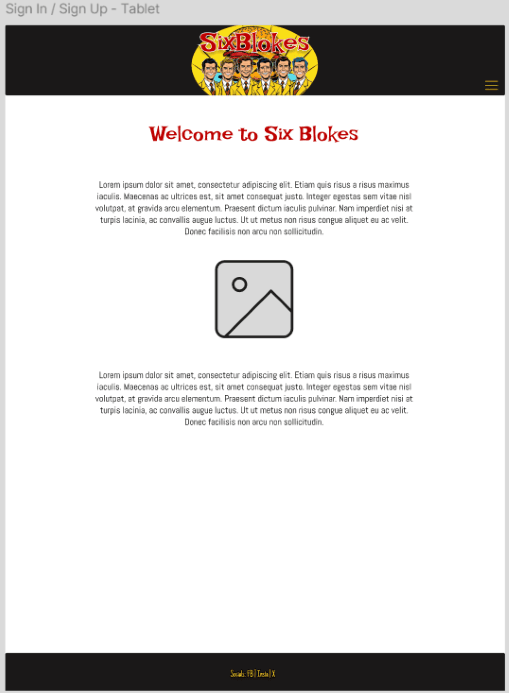 Sign In / Sign Up - Tablet
SixBlokes
Welcome to Six Blokes
Lorem ipsum dolor sit amet, consectetur adipiscing elit. Etiam quis risus a risus maximus
iaculis. Maecenas ac ultrices est, sit amet consequat justo. Integer egestas sem vitae nisl
volutpat, at gravida arcu elementum. Praesent dictum iaculis pulvinar. Nam imperdiet nisi at
turpis lacinia, ac convallis augue luctus. Ut ut metus non risus congue aliquet eu ac velit.
Donec facilisis non arcu non sollicitudin.
Lorem ipsum dolor sit amet, consectetur adipiscing elit. Etiam quis risus a risus maximus
iaculis. Maecenas ac ultrices est, sit amet consequat justo. Integer egestas sem vitae nisl
volutpat, at gravida arcu elementum. Praesent dictum iaculis pulvinar. Nam imperdiet nisi at
turpis lacinia, ac convallis augue luctus. Ut ut metus non risus congue aliquet eu ac velit.
Donec facilisis non arcu non sollicitudin.
Socials: FB | Insta | X